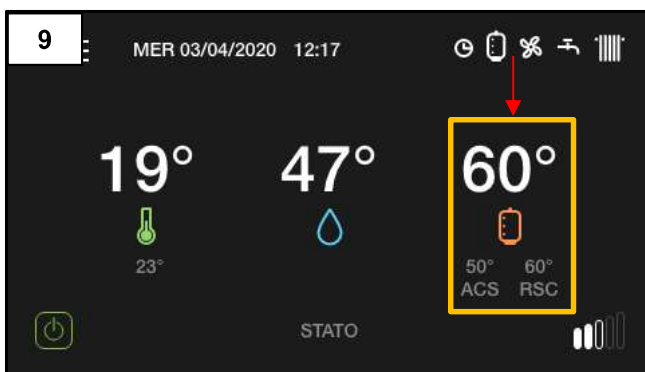 9
MER 03/04/2020 12:17
19° 47° 60°
23° 50° 60°
ACS RSC
STATO